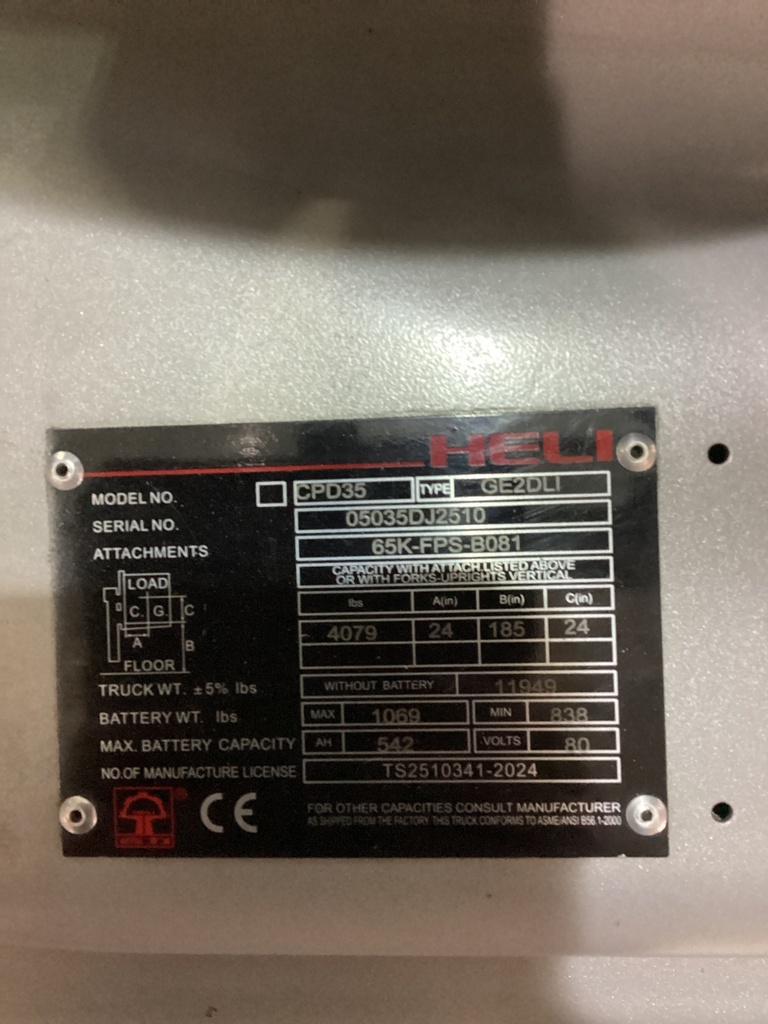 HELI
MODEL NO. CPD35 TYPE GE2DLI
SERIAL NO. 05035DJ2510
ATTACHMENTS 65K-FPS-B081
CAPACITY WITH ATTACH.LISTED ABOVE
OR WITH FORKS-UPRIGHTS VERTICAL
LOAD
C. G. C
A B
FLOOR
lbs A(in) B(in) C(in)
4079 24 185 24
TRUCK WT. ±5% lbs WITHOUT BATTERY 11949
BATTERY WT. lbs MAX 1069 MIN 838
MAX. BATTERY CAPACITY AH 542 VOLTS 80
NO.OF MANUFACTURE LICENSE TS2510341-2024
® CE
FOR OTHER CAPACITIES CONSULT MANUFACTURER
AS SHIPPED FROM THE FACTORY THIS TRUCK CONFORMS TO ASME/ANSI B56.1-2000